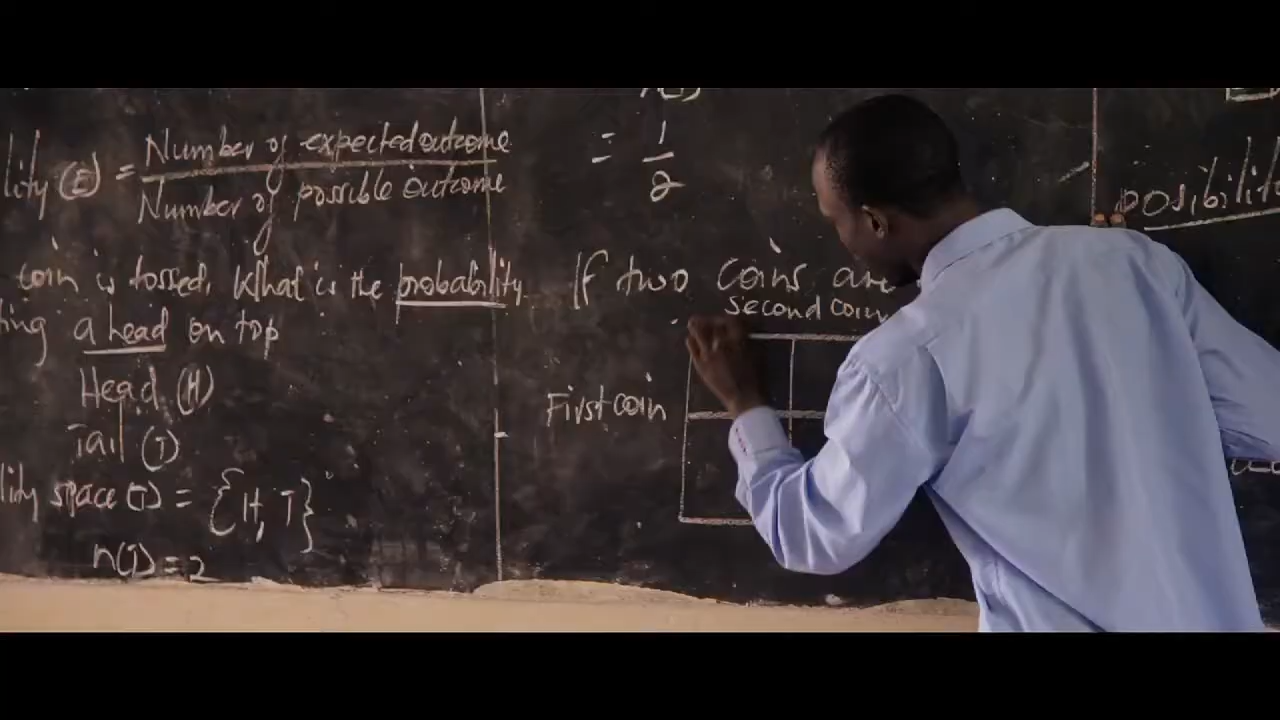 lity (E) = Number of expected outcome
Number of possible outcome
coin is tossed. What is the probability
ting a head on top
Head (H)
Tail (T)
lity space (T) = {H, T}
n(T) = 2
= 1
2
If two coins are
second coin
First coin
posibilit